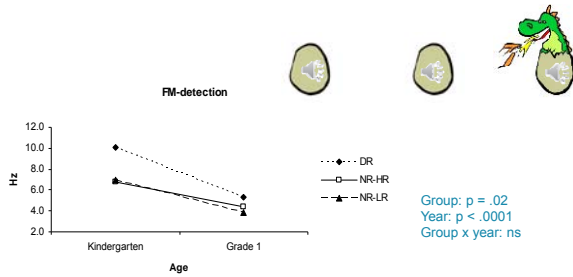 FM-detection
12.0
10.0
8.0
6.0
4.0
2.0
Hz
Kindergarten
Grade 1
Age
DR
NR-HR
NR-LR
Group: p = .02
Year: p < .0001
Group x year: ns